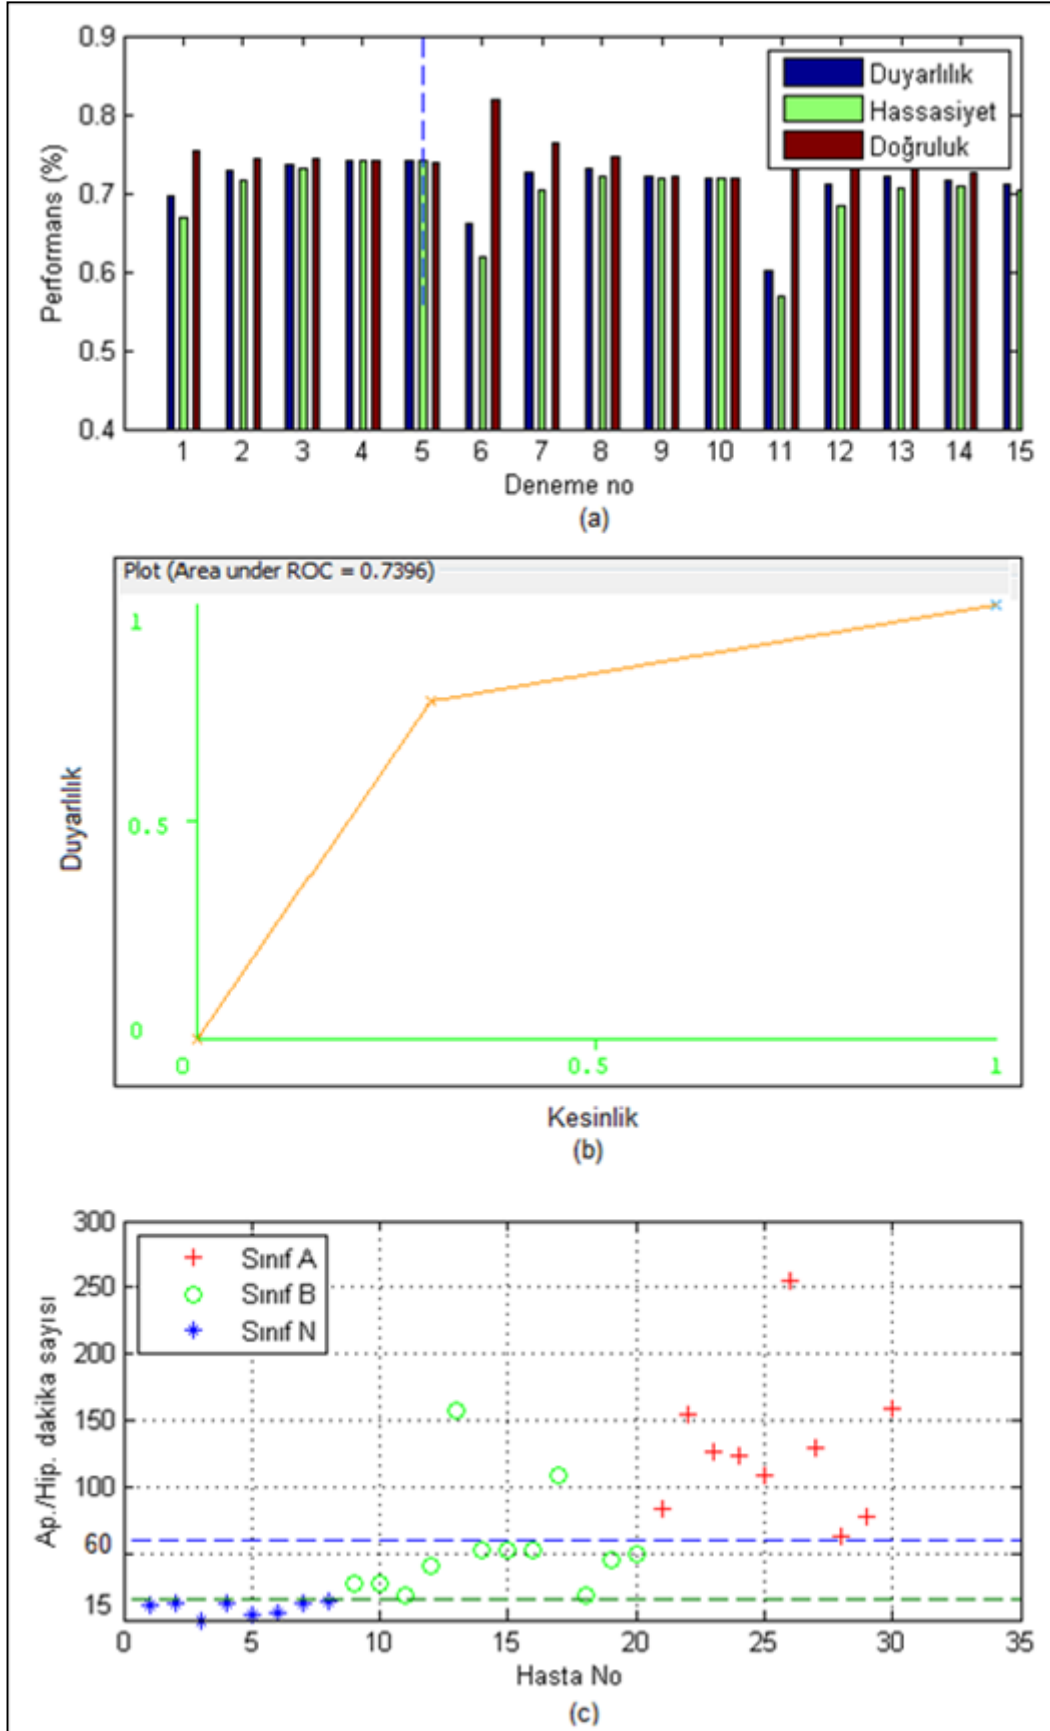 0.9
0.8
0.7
0.6
0.5
0.4
Performans (%)
Duyarlılık
Hassasiyet
Doğruluk
1 2 3 4 5 6 7 8 9 10 11 12 13 14 15
Deneme no
(a)
Plot (Area under ROC = 0.7396)
1
0.5
0
Duyarlılık
0 0.5 1
Kesinlik
(b)
300
250
200
150
100
60
15
Ap./Hip. dakika sayısı
Sınıf A
Sınıf B
Sınıf N
0 5 10 15 20 25 30 35
Hasta No
(c)